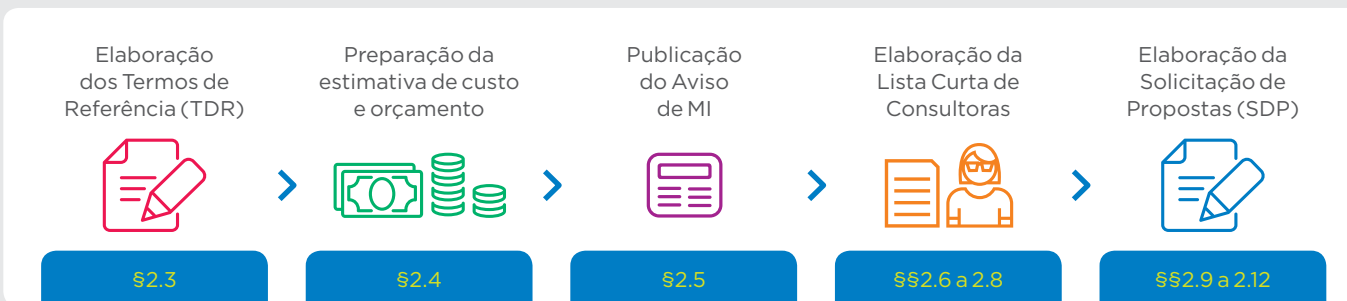 Elaboração
dos Termos de
Referência (TDR)
Preparação da
estimativa de custo
e orçamento
Publicação
do Aviso
de MI
Elaboração da
Lista Curta de
Consultoras
Elaboração da
Solicitação de
Propostas (SDP)
§2.3
§2.4
§2.5
§§2.6 a 2.8
§§2.9 a 2.12